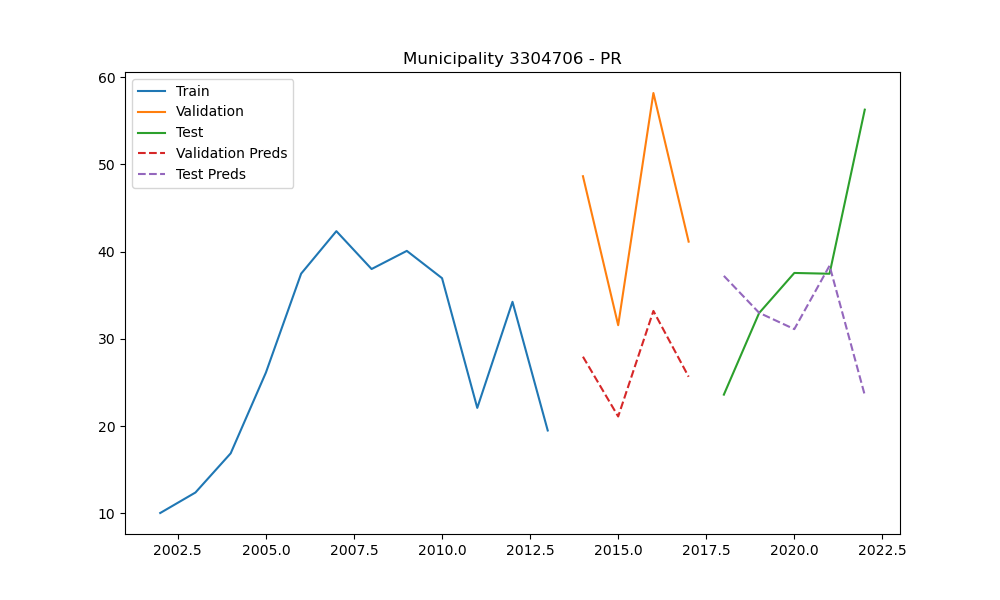 Municipality 3304706 - PR
Train
Validation
Test
Validation Preds
Test Preds
60
50
40
30
20
10
2002.5 2005.0 2007.5 2010.0 2012.5 2015.0 2017.5 2020.0 2022.5